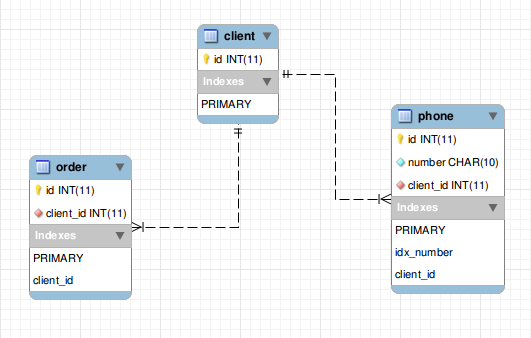 client
id INT(11)
Indexes
PRIMARY
phone
id INT(11)
number CHAR(10)
client_id INT(11)
Indexes
PRIMARY
idx_number
client_id
order
id INT(11)
client_id INT(11)
Indexes
PRIMARY
client_id